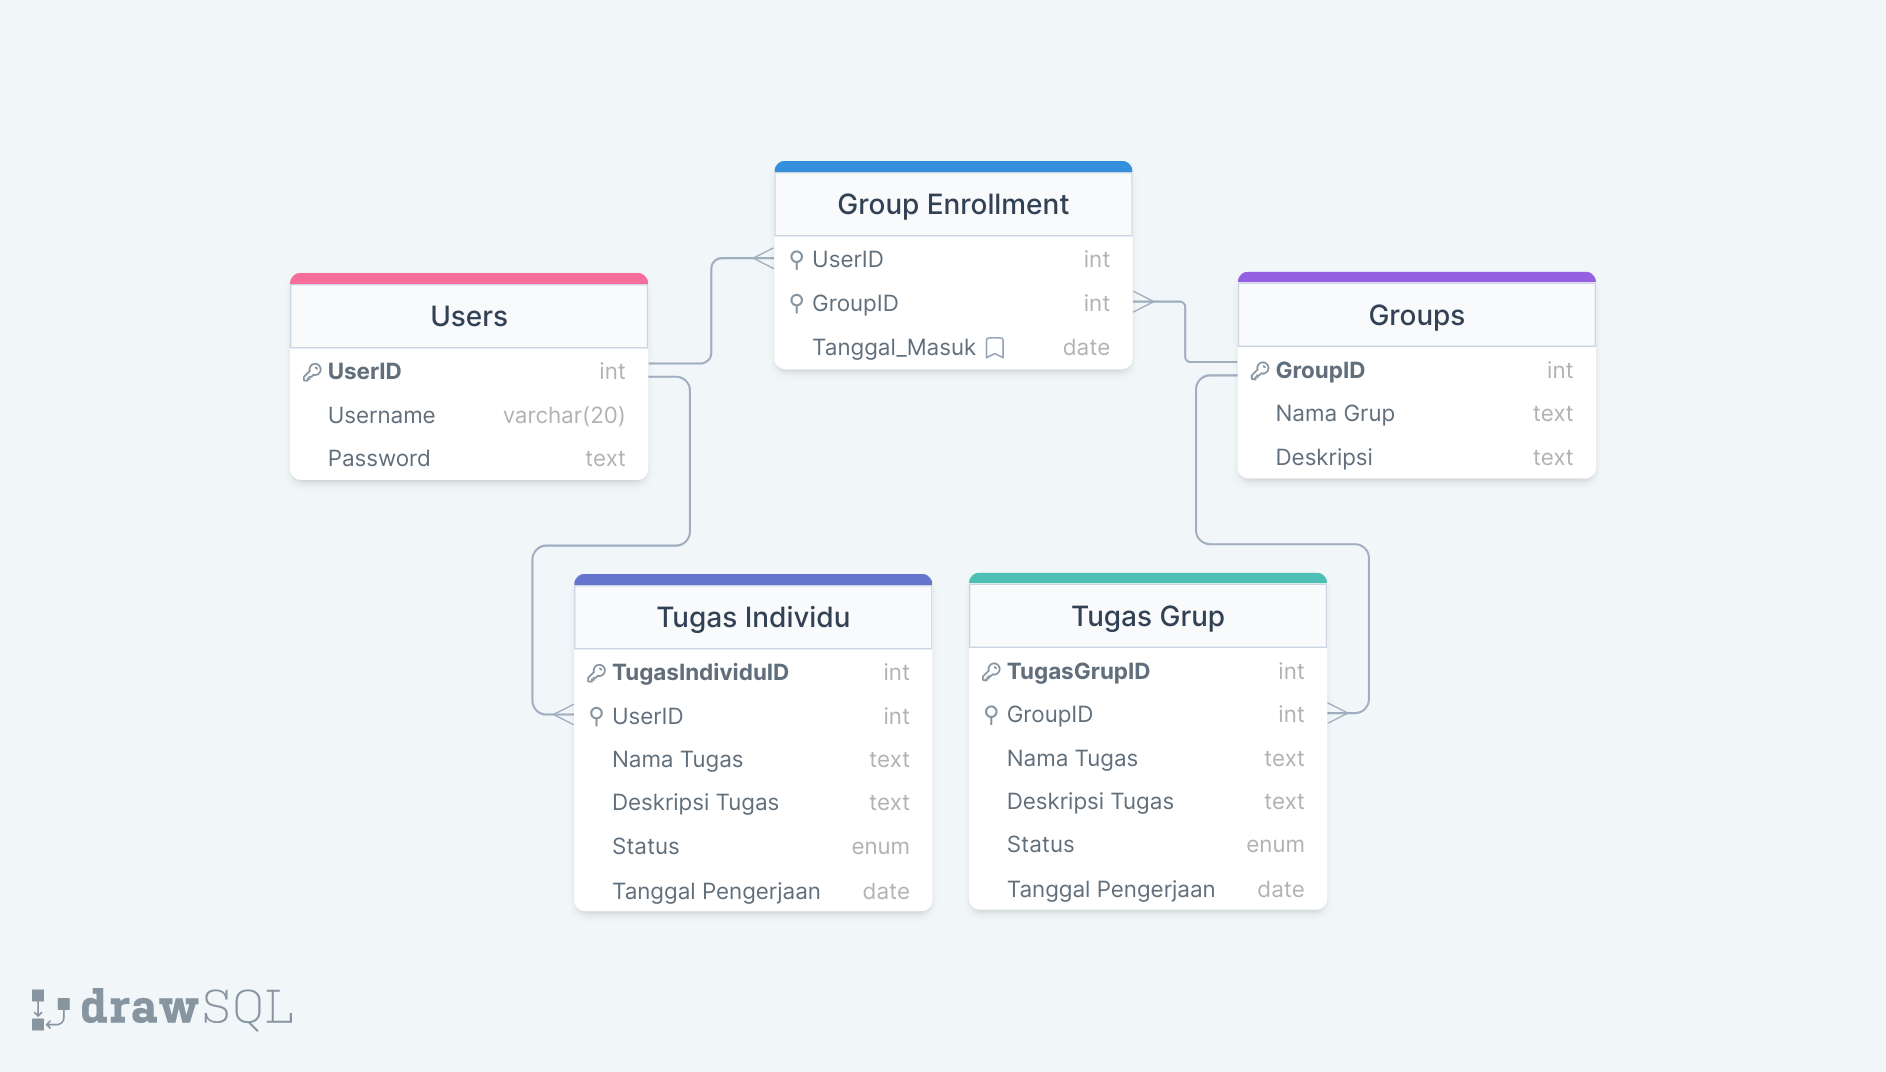 Group Enrollment
UserID int
GroupID int
Tanggal_Masuk date
Users
UserID int
Username varchar(20)
Password text
Groups
GroupID int
Nama Grup text
Deskripsi text
Tugas Individu
TugasIndividuID int
UserID int
Nama Tugas text
Deskripsi Tugas text
Status enum
Tanggal Pengerjaan date
Tugas Grup
TugasGrupID int
GroupID int
Nama Tugas text
Deskripsi Tugas text
Status enum
Tanggal Pengerjaan date
drawSQL